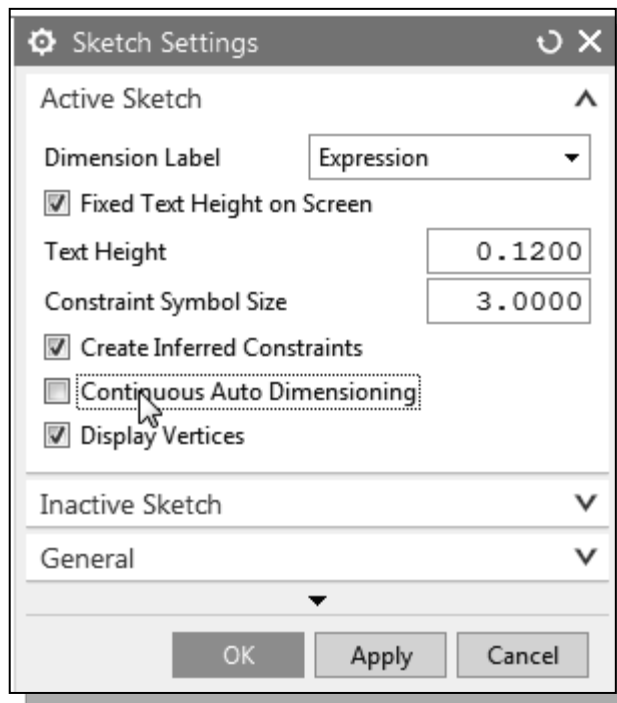 Sketch Settings
Active Sketch
Dimension Label Expression
Fixed Text Height on Screen
Text Height 0.1200
Constraint Symbol Size 3.0000
Create Inferred Constraints
Continuous Auto Dimensioning
Display Vertices
Inactive Sketch
General
OK Apply Cancel